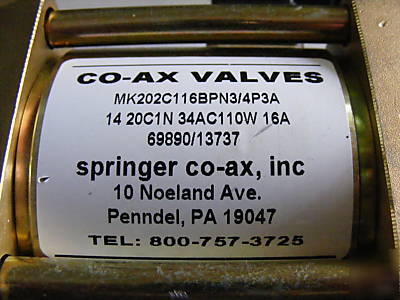 CO-AX VALVES
MK202C116BPN3/4P3A
14 20C1N 34AC110W 16A
69890/13737
springer co-ax, inc
10 Noeland Ave.
Penndel, PA 19047
TEL: 800-757-3725